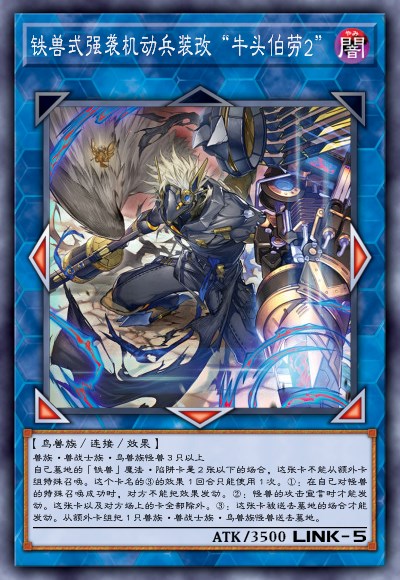 铁兽式强袭机动兵装改“牛头伯劳2”
闇
【鸟兽族/连接/效果】
兽族·兽战士族·鸟兽族怪兽3只以上
自己墓地的「铁兽」魔法·陷阱卡是2张以下的场合，这张卡不能从额外卡
组特殊召唤。这个卡名的③的效果1回合只能使用1次。①：在自己对怪兽
的特殊召唤成功时，对方不能把效果发动。②：怪兽的攻击宣言时才能发
动。这张卡以及对方场上的卡全部除外。③：这张卡被送去墓地的场合才能
发动。从额外卡组把1只兽族·兽战士族·鸟兽族怪兽送去墓地。
ATK/3500 LINK-5